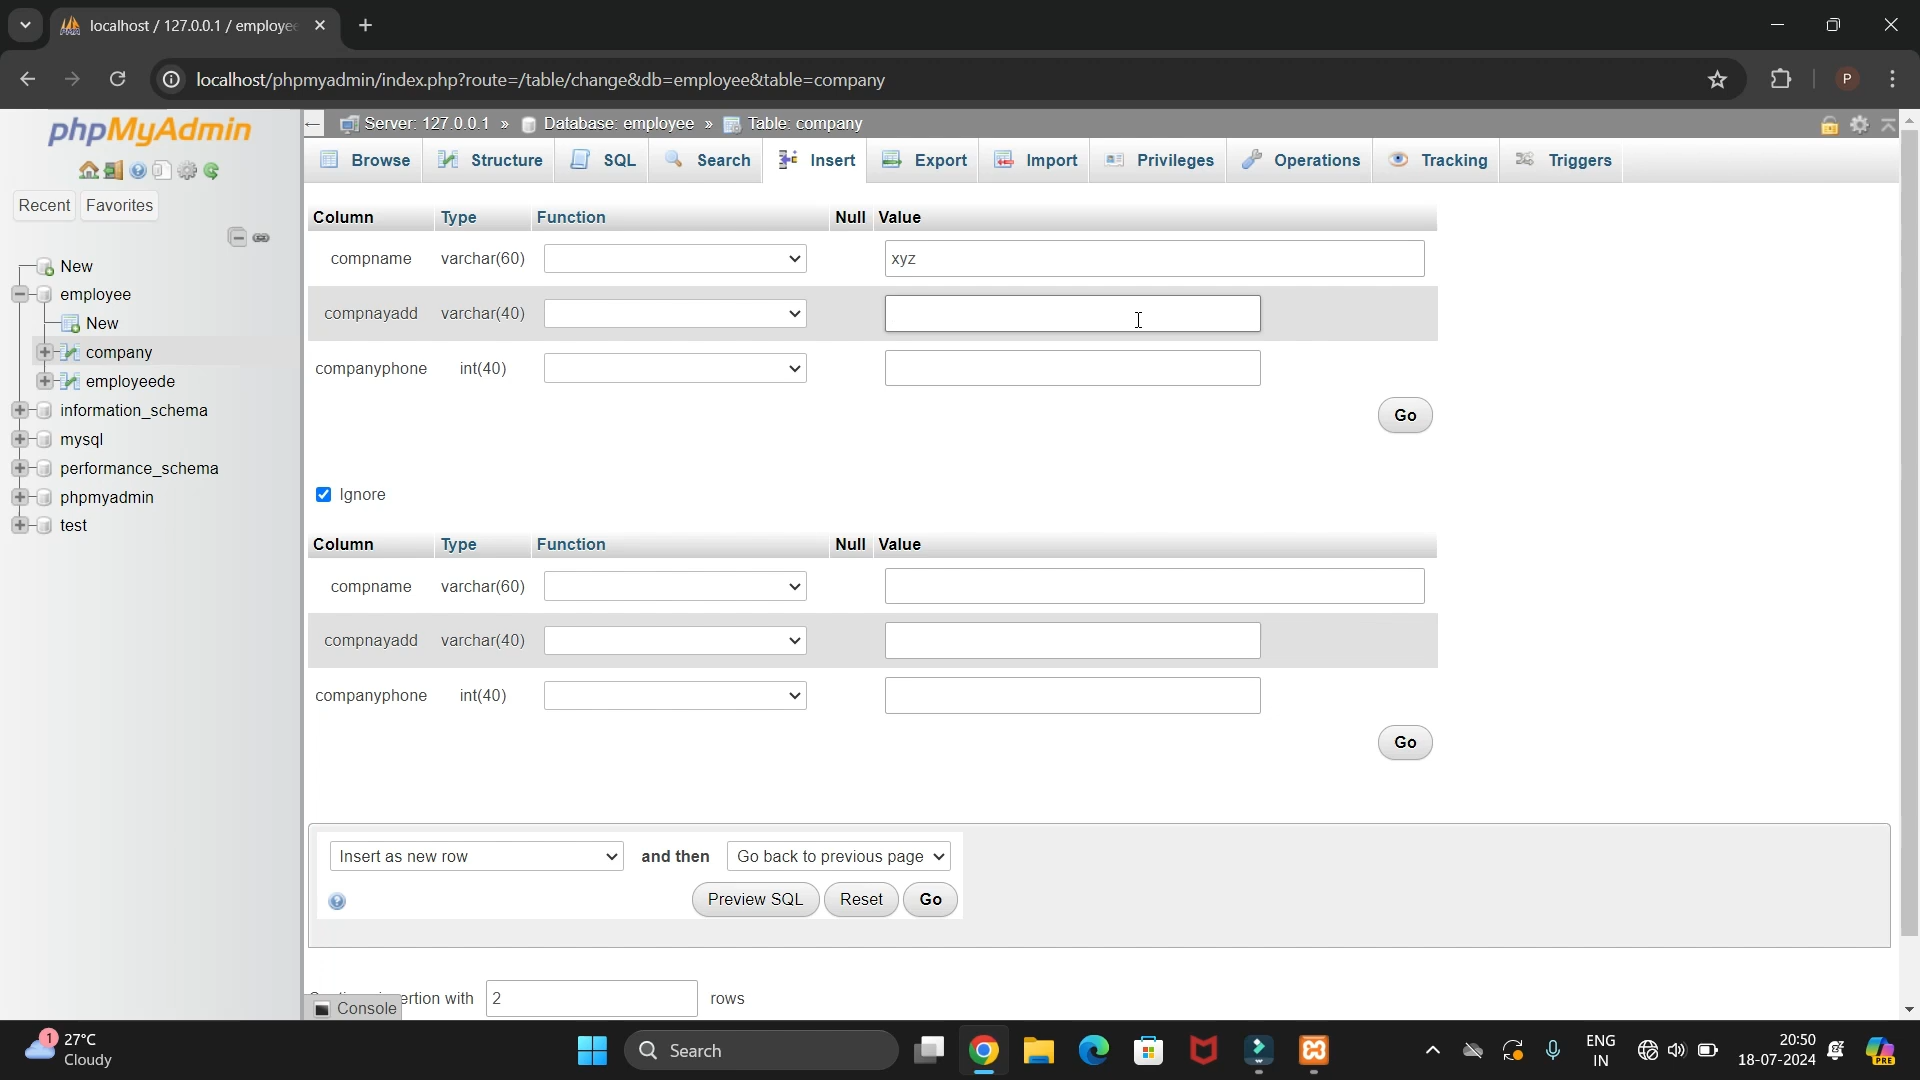 localhost / 127.0.0.1 / employee
localhost/phpmyadmin/index.php?route=/table/change&db=employee&table=company
P
phpMyAdmin
Recent Favorites
New
employee
New
company
employeede
information_schema
mysql
performance_schema
phpmyadmin
test
Server: 127.0.0.1 » Database: employee » Table: company
Browse Structure SQL Search Insert Export Import Privileges Operations Tracking Triggers
Column Type Function Null Value
compname varchar(60) xyz
compnayadd varchar(40)
companyphone int(40)
Go
Ignore
Column Type Function Null Value
compname varchar(60)
compnayadd varchar(40)
companyphone int(40)
Go
Insert as new row and then Go back to previous page
Preview SQL Reset Go
ertion with 2 rows
Console
1 27°C
Cloudy
Search
ENG
IN
20:50
18-07-2024
PRE